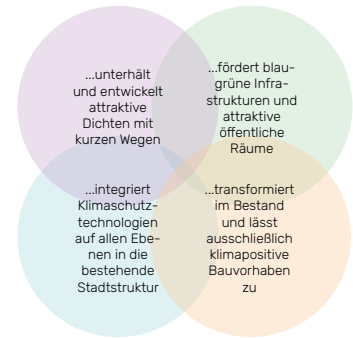 ...unterhält
und entwickelt
attraktive
Dichten mit
kurzen Wegen
...fördert blau-
grüne Infra-
strukturen und
attraktive
öffentliche
Räume
...integriert
Klimaschutz-
technologien
auf allen Ebe-
nen in die
bestehende
Stadtstruktur
...transformiert
im Bestand
und lässt
ausschließlich
klimapositive
Bauvorhaben
zu